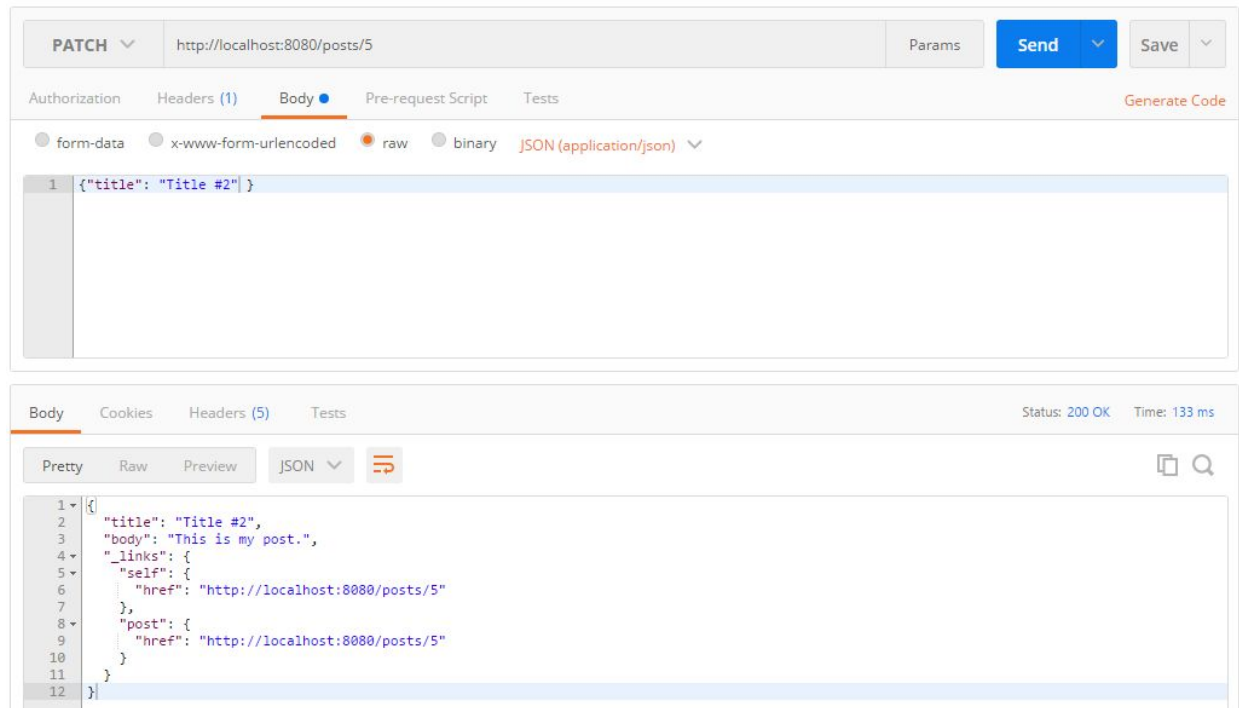 PATCH http://localhost:8080/posts/5 Params Send Save
Authorization Headers (1) Body Pre-request Script Tests Generate Code
form-data x-www-form-urlencoded raw binary JSON (application/json)
1 {"title": "Title #2" }
Body Cookies Headers (5) Tests Status: 200 OK Time: 133 ms
Pretty Raw Preview JSON
1 {
2 "title": "Title #2",
3 "body": "This is my post.",
4 "_links": {
5 "self": {
6 "href": "http://localhost:8080/posts/5"
7 },
8 "post": {
9 "href": "http://localhost:8080/posts/5"
10 }
11 }
12 }